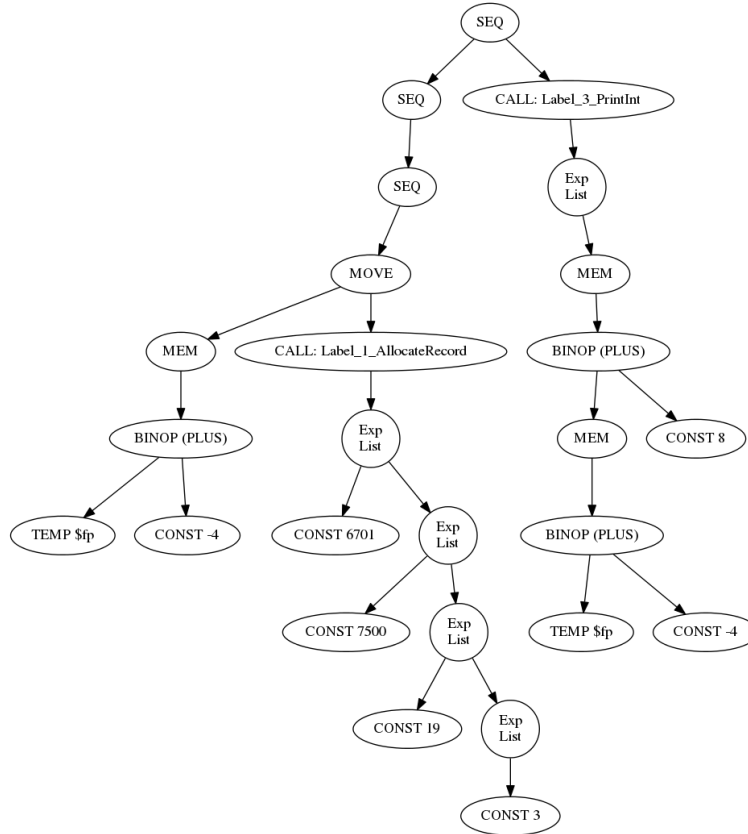 SEQ
SEQ
CALL: Label_3_PrintInt
SEQ
Exp
List
MOVE
MEM
MEM
CALL: Label_1_AllocateRecord
BINOP (PLUS)
BINOP (PLUS)
Exp
List
MEM
CONST 8
TEMP $fp
CONST -4
CONST 6701
Exp
List
BINOP (PLUS)
CONST 7500
Exp
List
TEMP $fp
CONST -4
CONST 19
Exp
List
CONST 3